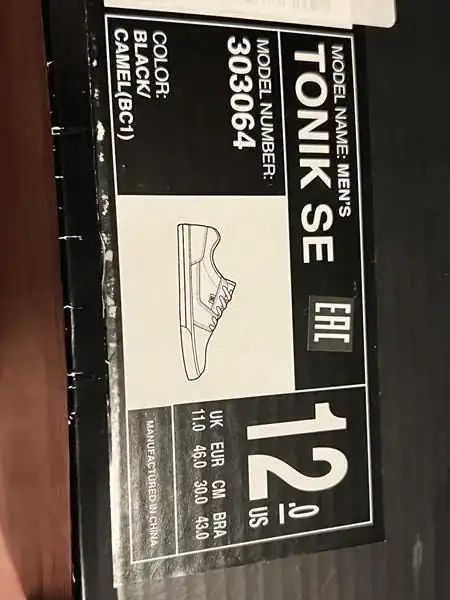 MODEL NAME: MEN'S
TONIK SE
MODEL NUMBER:
303064
COLOR:
BLACK/
CAMEL(BC1)
EAC
12.0
US
UK EUR CM BRA
11.0 46.0 30.0 43.0
MANUFACTURED IN CHINA